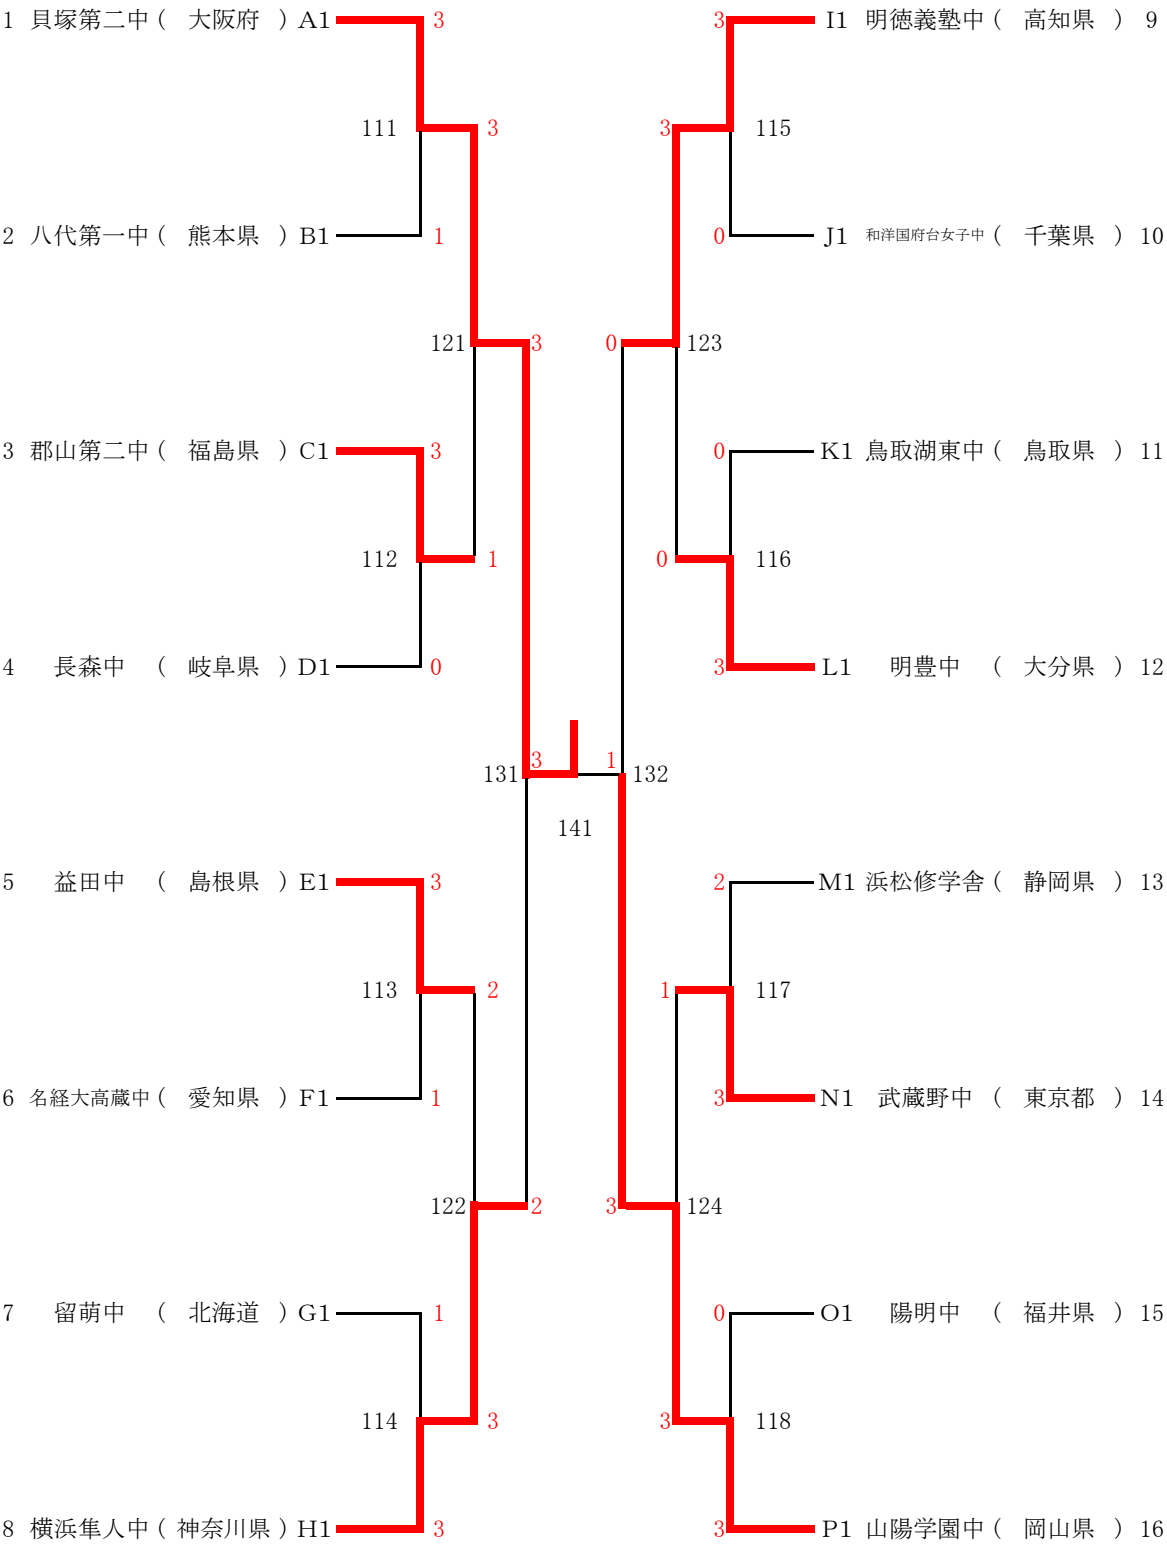 1 貝塚第二中 ( 大阪府 ) A1 3 3 I1 明徳義塾中 ( 高知県 ) 9
111 3 3 115
2 八代第一中 ( 熊本県 ) B1 1 0 J1 和洋国府台女子中 ( 千葉県 ) 10
121 3 0 123
3 郡山第二中 ( 福島県 ) C1 3 0 K1 鳥取湖東中 ( 鳥取県 ) 11
112 1 0 116
4 長森中 ( 岐阜県 ) D1 0 3 L1 明豊中 ( 大分県 ) 12
131 3 1 132
141
5 益田中 ( 島根県 ) E1 3 2 M1 浜松修学舎 ( 静岡県 ) 13
113 2 1 117
6 名経大高蔵中 ( 愛知県 ) F1 1 3 N1 武蔵野中 ( 東京都 ) 14
122 2 3 124
7 留萌中 ( 北海道 ) G1 1 0 O1 陽明中 ( 福井県 ) 15
114 3 3 118
8 横浜隼人中 ( 神奈川県 ) H1 3 3 P1 山陽学園中 ( 岡山県 ) 16